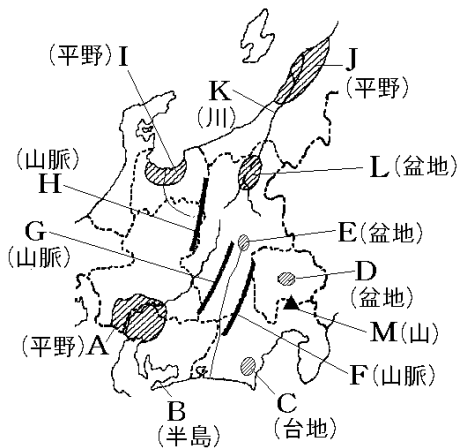 (平野) I
J
(平野)
K
(川)
(山脈)
H
L (盆地)
G
(山脈)
E (盆地)
D
(盆地)
M (山)
(平野) A
F (山脈)
B
(半島)
C
(台地)